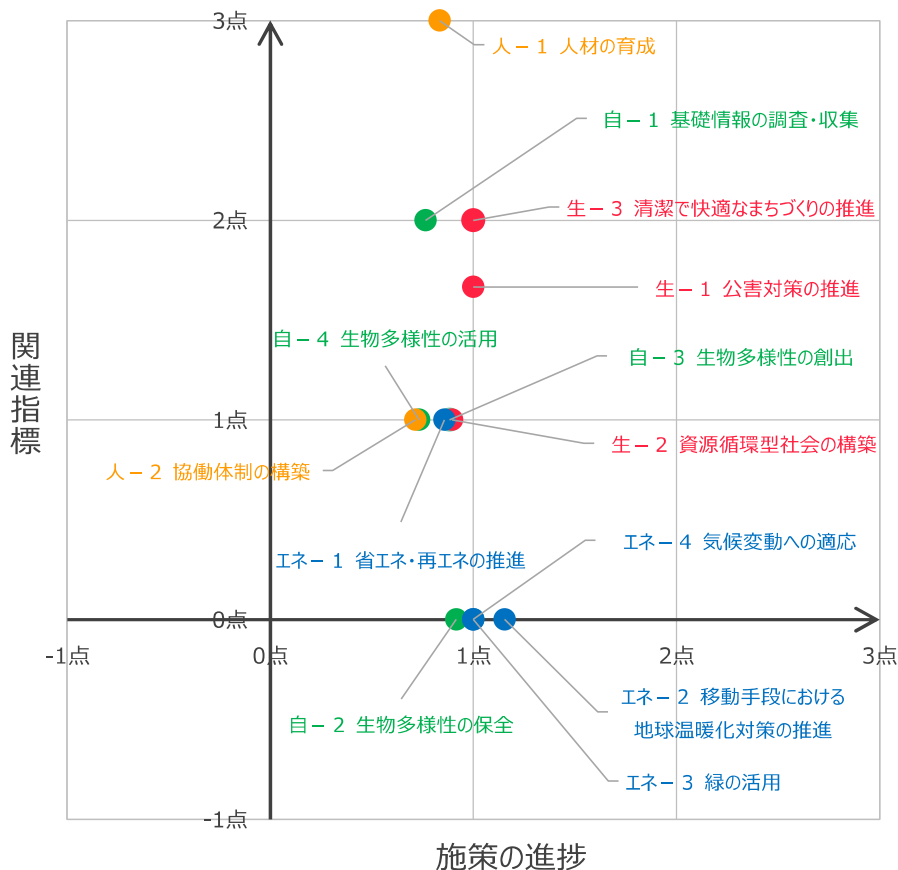 3点
人－1 人材の育成
自－1 基礎情報の調査・収集
2点
生－3 清潔で快適なまちづくりの推進
生－1 公害対策の推進
関連指標
自－4 生物多様性の活用
自－3 生物多様性の創出
1点
生－2 資源循環型社会の構築
人－2 協働体制の構築
エネ－4 気候変動への適応
エネ－1 省エネ・再エネの推進
0点
-1点
0点
1点
2点
3点
エネ－2 移動手段における
地球温暖化対策の推進
自－2 生物多様性の保全
エネ－3 緑の活用
-1点
施策の進捗